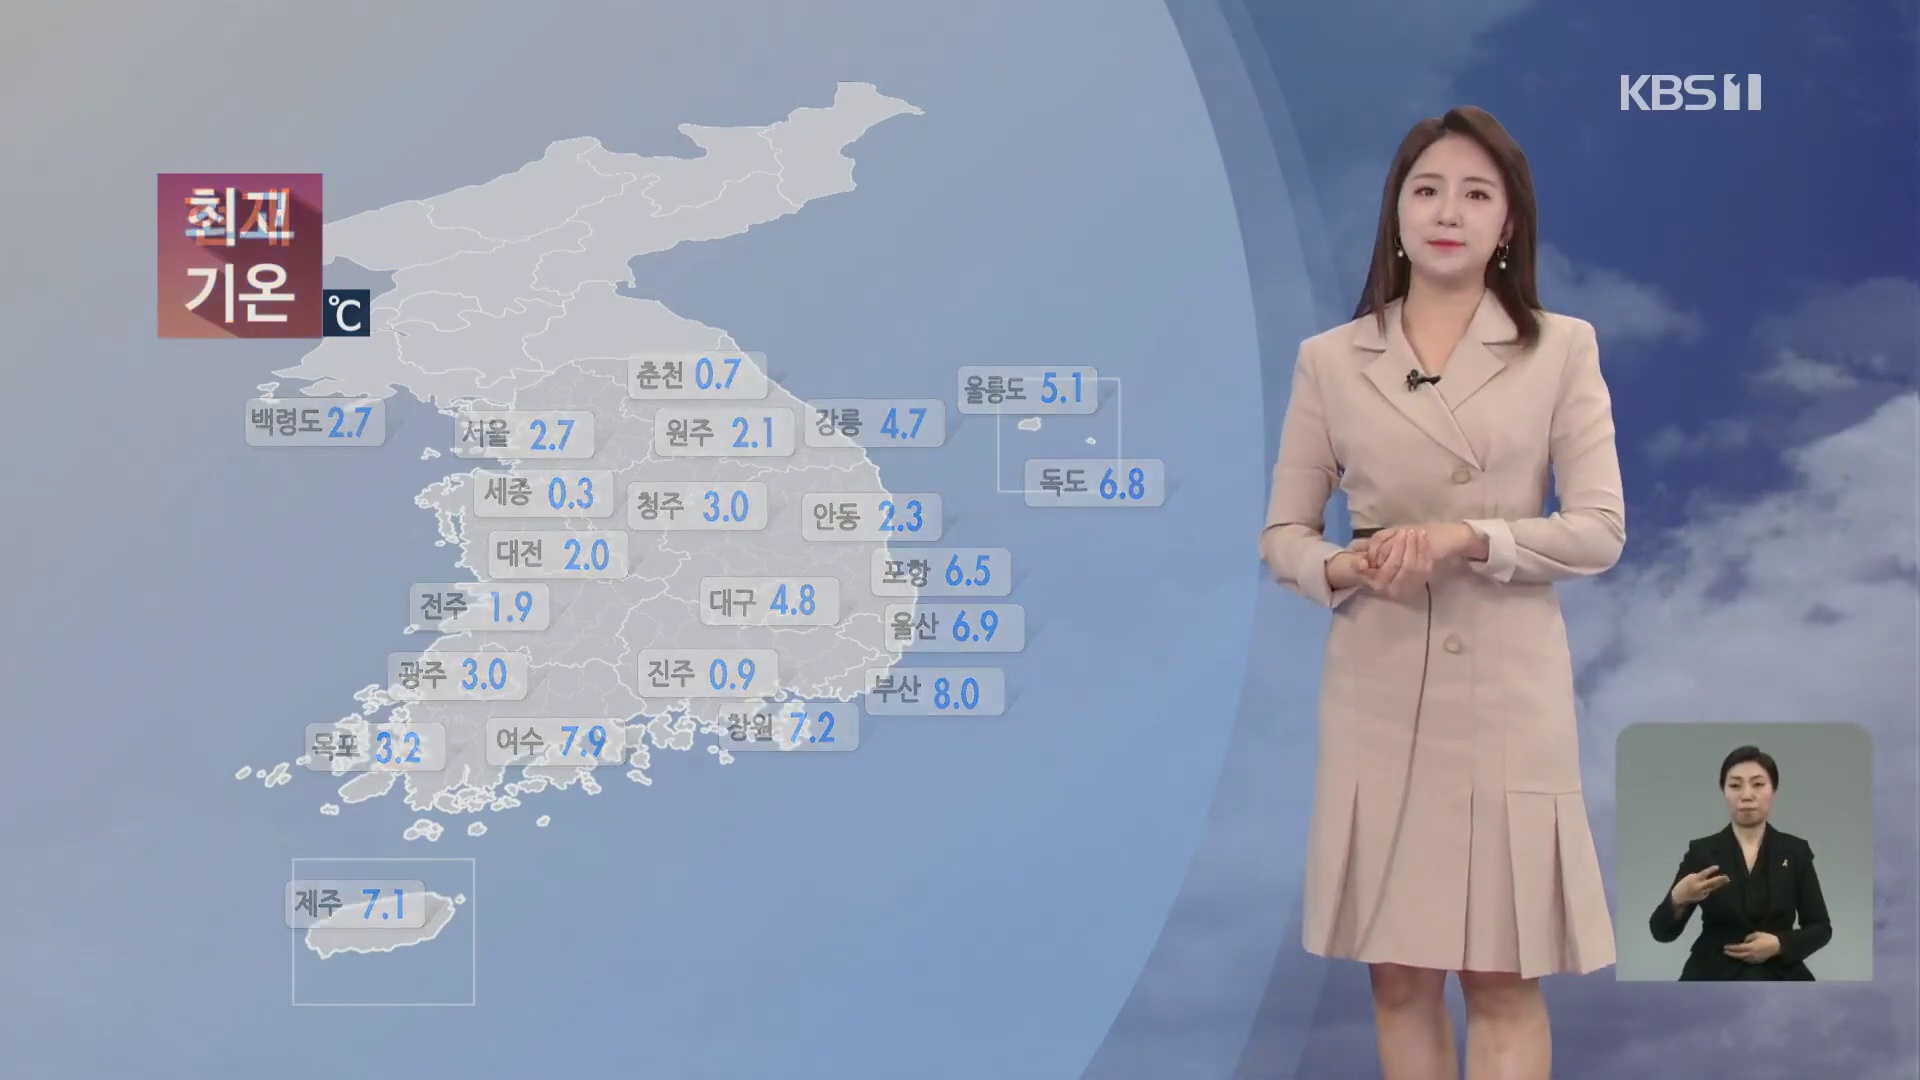 KBS 1
기온
℃
춘천 0.7
울릉도 5.1
백령도 2.7
서울 2.7
원주 2.1
강릉 4.7
독도 6.8
세종 0.3
청주 3.0
안동 2.3
대전 2.0
포항 6.5
전주 1.9
대구 4.8
울산 6.9
광주 3.0
진주 0.9
부산 8.0
목포 3.2
여수 7.9
창원 7.2
제주 7.1